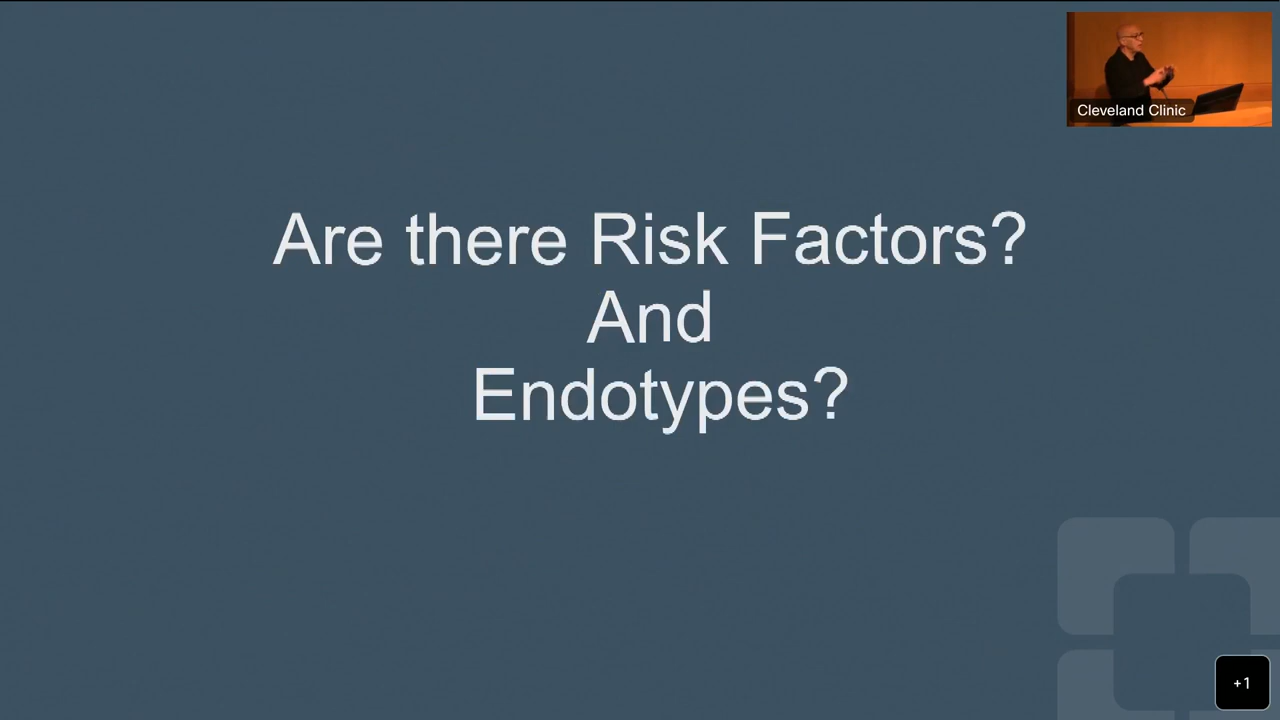 Cleveland Clinic
Are there Risk Factors?
And
Endotypes?
+1